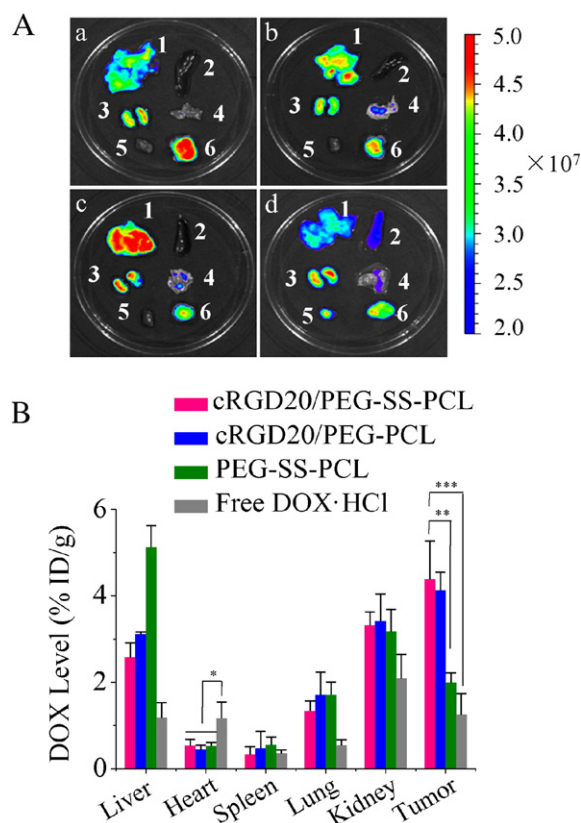 A
a
1
2
3
4
5
6
b
1
2
3
4
5
6
c
1
2
3
4
5
6
d
1
2
3
4
5
6
5.0
4.5
4.0
×10⁷
3.5
3.0
2.5
2.0
B
cRGD20/PEG-SS-PCL
cRGD20/PEG-PCL
PEG-SS-PCL
Free DOX·HCl
DOX Level (% ID/g)
6
4
2
0
*
***
**
Liver
Heart
Spleen
Lung
Kidney
Tumor